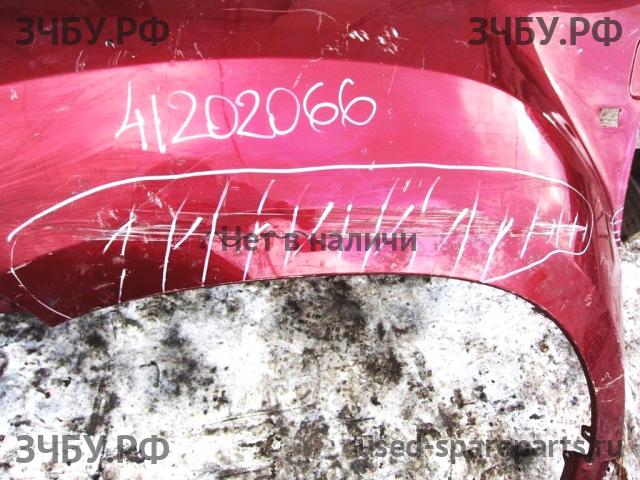 ЗЧБУ.РФ ЗЧБУ.РФ
41202066
Нет в наличи
ЗЧБУ.РФ used-spareparts.ru